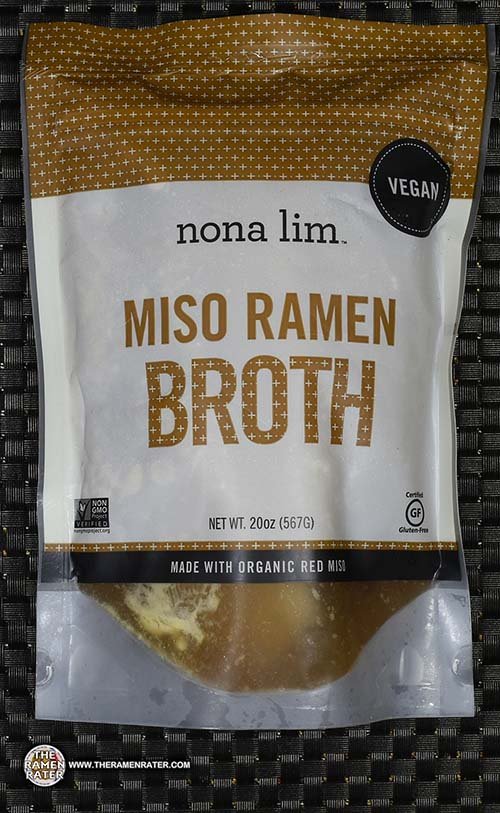 VEGAN
nona lim™
MISO RAMEN
BROTH
NON
GMO
Project
VERIFIED
nongmoproject.org
NET WT. 20oz (567G)
Certified
GF
Gluten-Free
MADE WITH ORGANIC RED MISO
THE
RAMEN
RATER
WWW.THERAMENRATER.COM